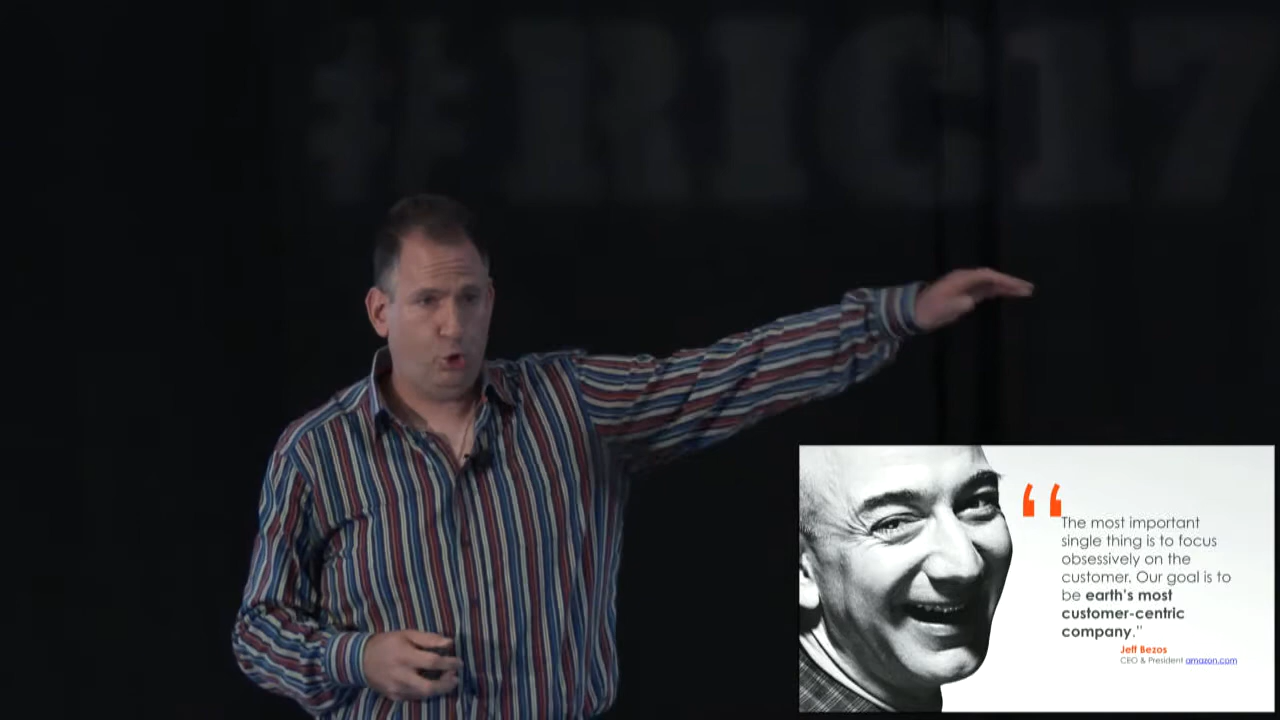 #RIC17
“
The most important
single thing is to focus
obsessively on the
customer. Our goal is to
be earth's most
customer-centric
company."
Jeff Bezos
CEO & President amazon.com